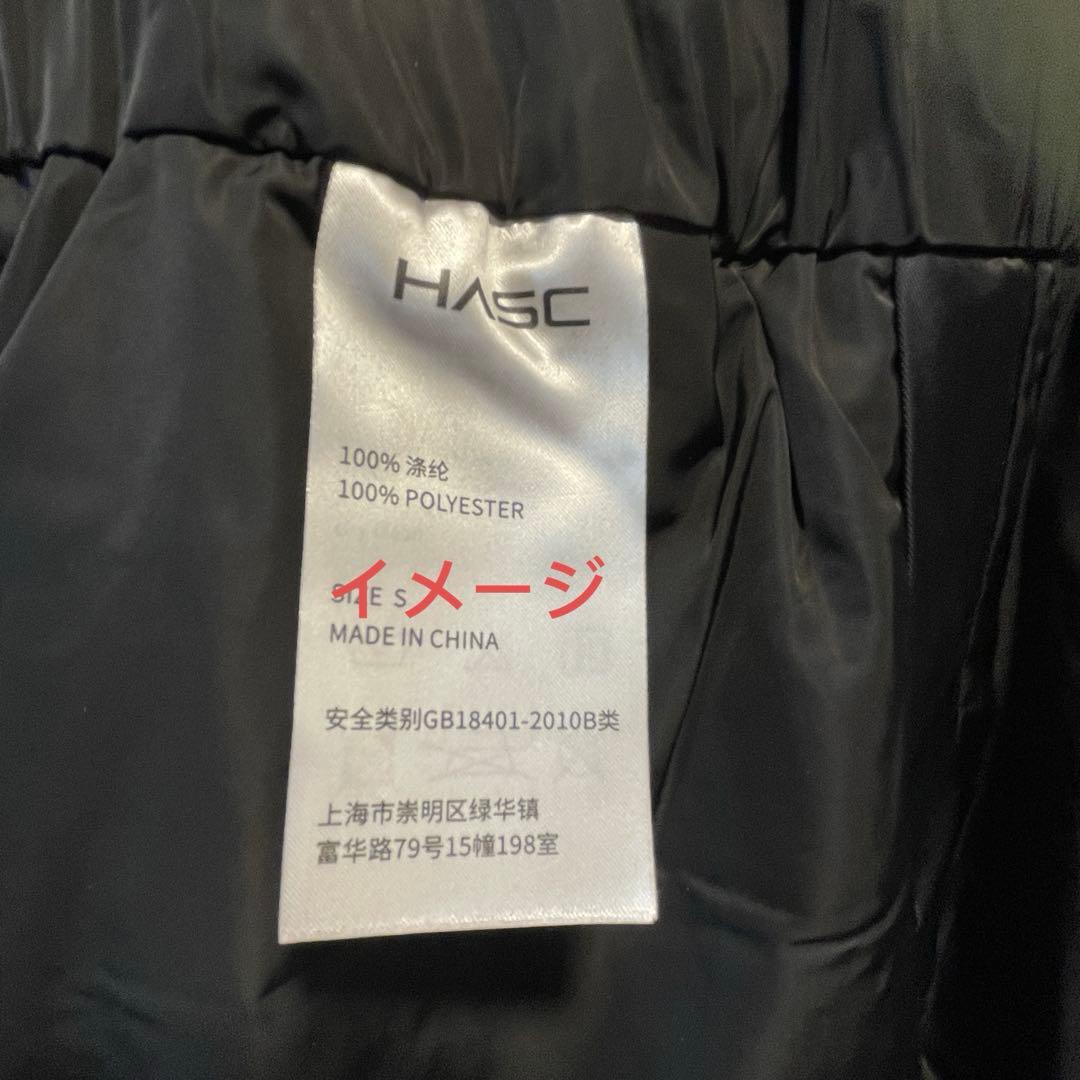 HASC
100% 涤纶
100% POLYESTER
イメージ
SIZE S
MADE IN CHINA
安全类别GB18401-2010B类
上海市崇明区绿华镇
富华路79号15幢198室